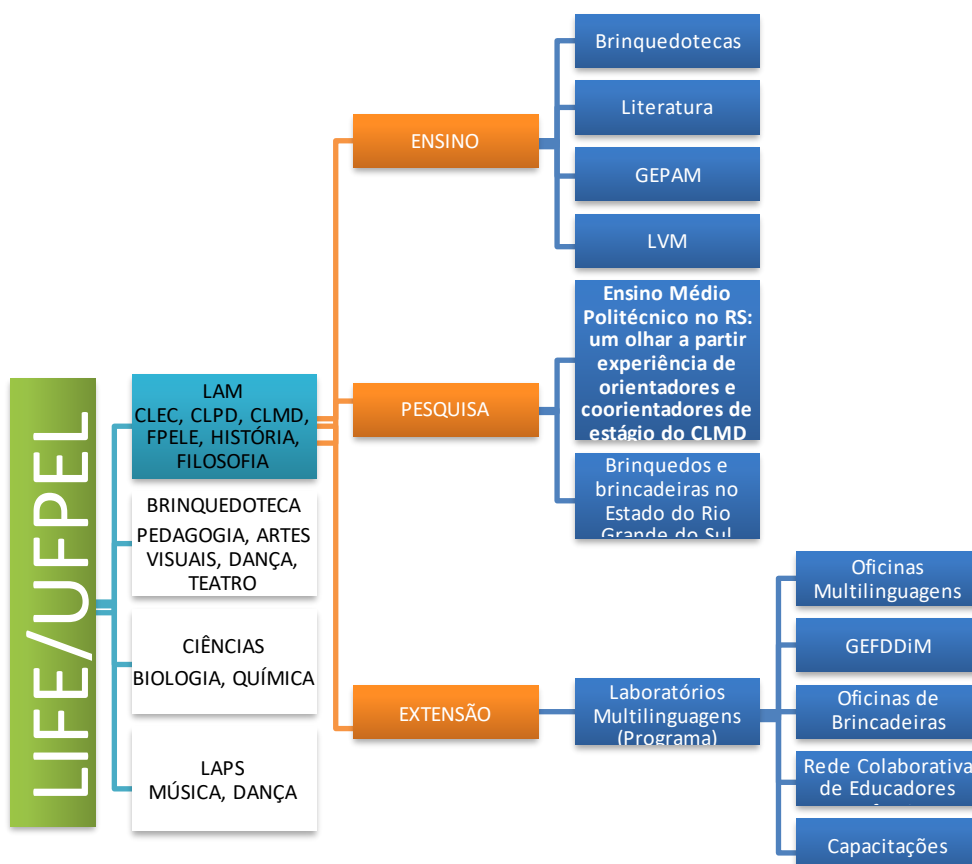 LIFE/UFPEL
LAM
CLEC, CLPD, CLMD,
FPELE, HISTÓRIA,
FILOSOFIA
BRINQUEDOTECA
PEDAGOGIA, ARTES
VISUAIS, DANÇA,
TEATRO
CIÊNCIAS
BIOLOGIA, QUÍMICA
LAPS
MÚSICA, DANÇA
ENSINO
Brinquedotecas
Literatura
GEPAM
LVM
PESQUISA
Ensino Médio
Politécnico no RS:
um olhar a partir
experiência de
orientadores e
coorientadores de
estágio do CLMD
Brinquedos e
brincadeiras no
Estado do Rio
Grande do Sul
EXTENSÃO
Laboratórios
Multilinguagens
(Programa)
Oficinas
Multilinguagens
GEFDDiM
Oficinas de
Brincadeiras
Rede Colaborativa
de Educadores
Capacitações